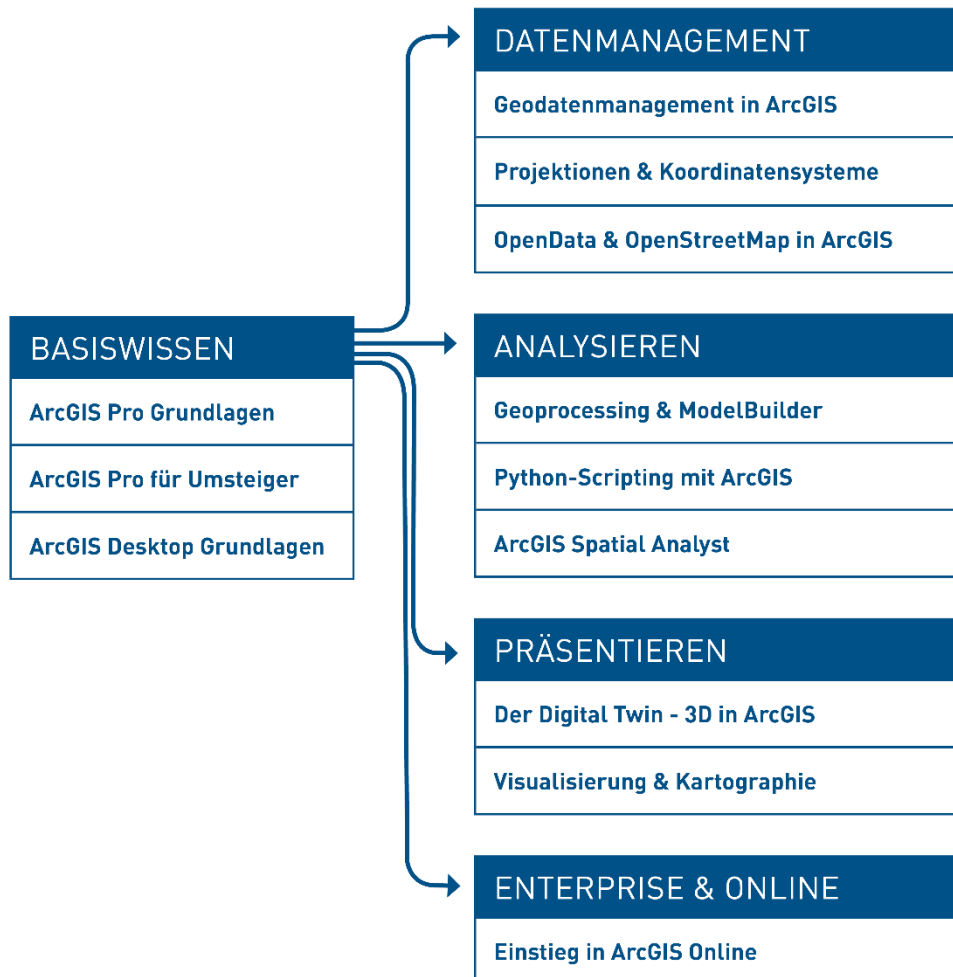 BASISWISSEN
ArcGIS Pro Grundlagen
ArcGIS Pro für Umsteiger
ArcGIS Desktop Grundlagen
DATENMANAGEMENT
Geodatenmanagement in ArcGIS
Projektionen & Koordinatensysteme
OpenData & OpenStreetMap in ArcGIS
ANALYSIEREN
Geoprocessing & ModelBuilder
Python-Scripting mit ArcGIS
ArcGIS Spatial Analyst
PRÄSENTIEREN
Der Digital Twin - 3D in ArcGIS
Visualisierung & Kartographie
ENTERPRISE & ONLINE
Einstieg in ArcGIS Online